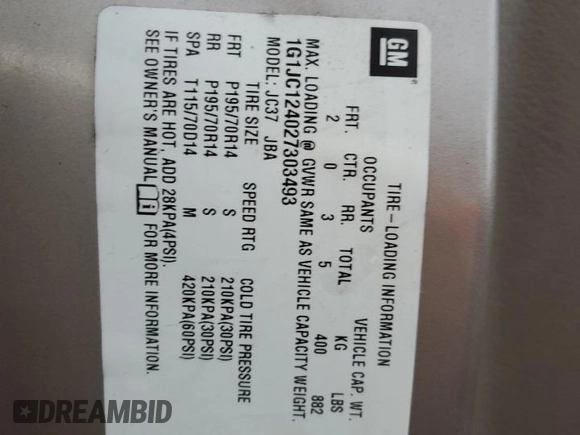 GM
TIRE-LOADING INFORMATION
OCCUPANTS VEHICLE CAP. WT.
FRT. CTR. RR. TOTAL KG LBS
2 0 3 5 400 882
MAX. LOADING @ GVWR SAME AS VEHICLE CAPACITY WEIGHT.
1G1JC124027303493
MODEL: JC37 JBA
TIRE SIZE SPEED RTG COLD TIRE PRESSURE
FRT P195/70R14 S 210KPA(30PSI)
RR P195/70R14 S 210KPA(30PSI)
SPA T115/70D14 M 420KPA(60PSI)
IF TIRES ARE HOT, ADD 28KPA(4PSI).
SEE OWNER'S MANUAL i FOR MORE INFORMATION.
DREAMBID